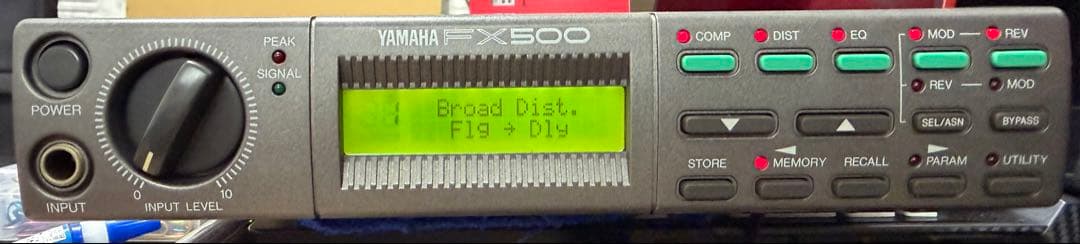 YAMAHA FX500
POWER
INPUT
PEAK
SIGNAL
0 10
INPUT LEVEL
Broad Dist.
Flg → Dly
COMP DIST EQ MOD REV
REV MOD
SEL/ASN BYPASS
STORE MEMORY RECALL PARAM UTILITY